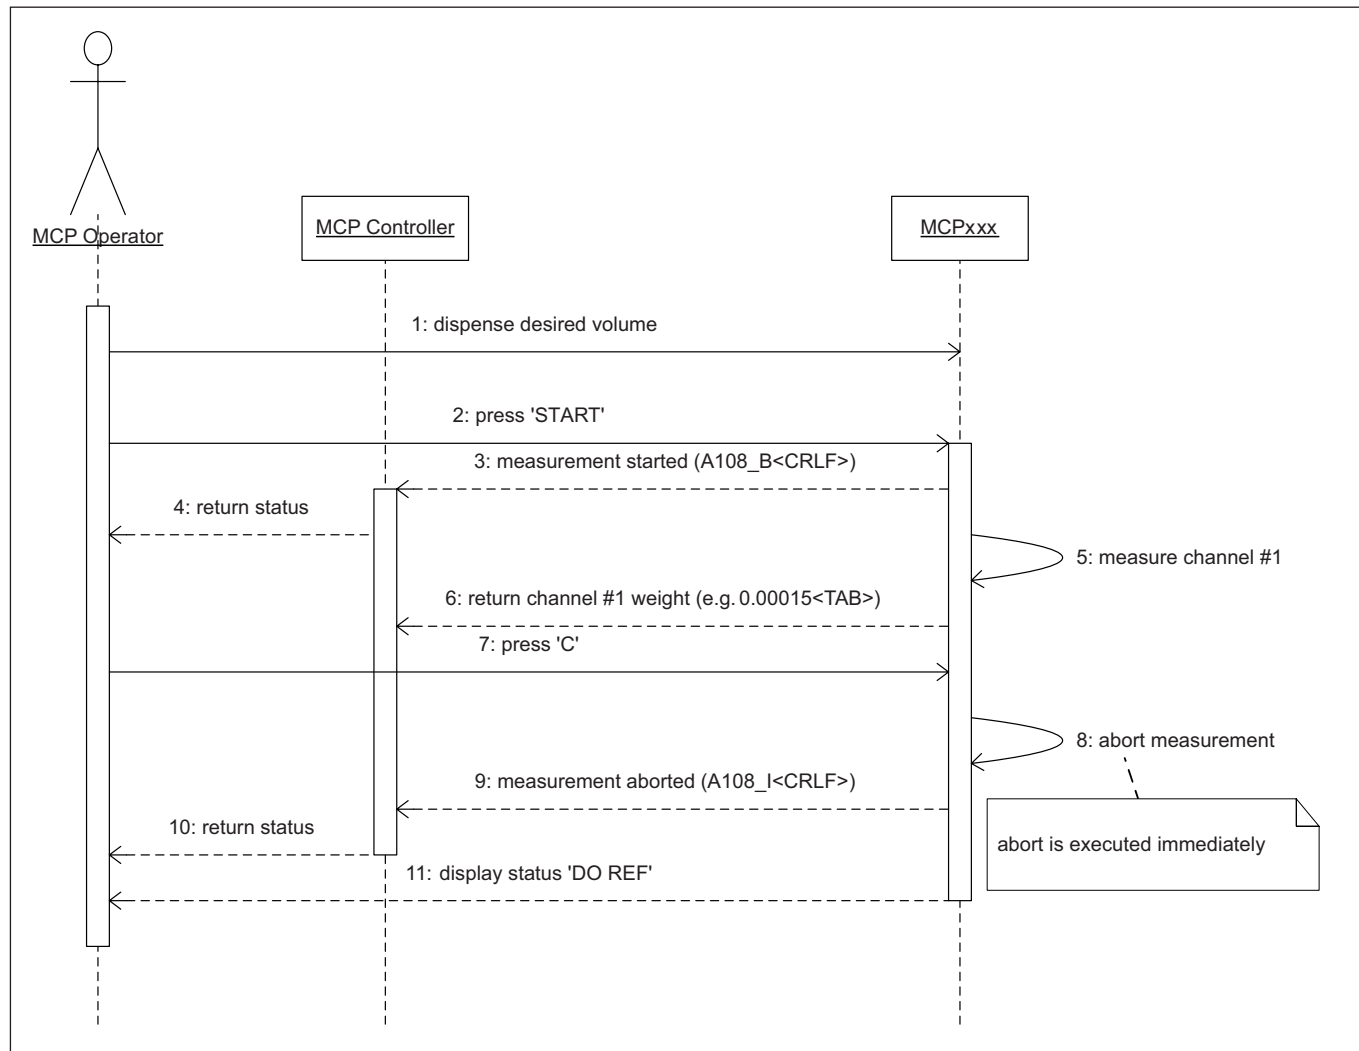 MCP Operator
MCP Controller
MCPxxx
1: dispense desired volume
2: press 'START'
3: measurement started (A108_B<CRLF>)
4: return status
5: measure channel #1
6: return channel #1 weight (e.g. 0.00015<TAB>)
7: press 'C'
8: abort measurement
9: measurement aborted (A108_I<CRLF>)
abort is executed immediately
10: return status
11: display status 'DO REF'